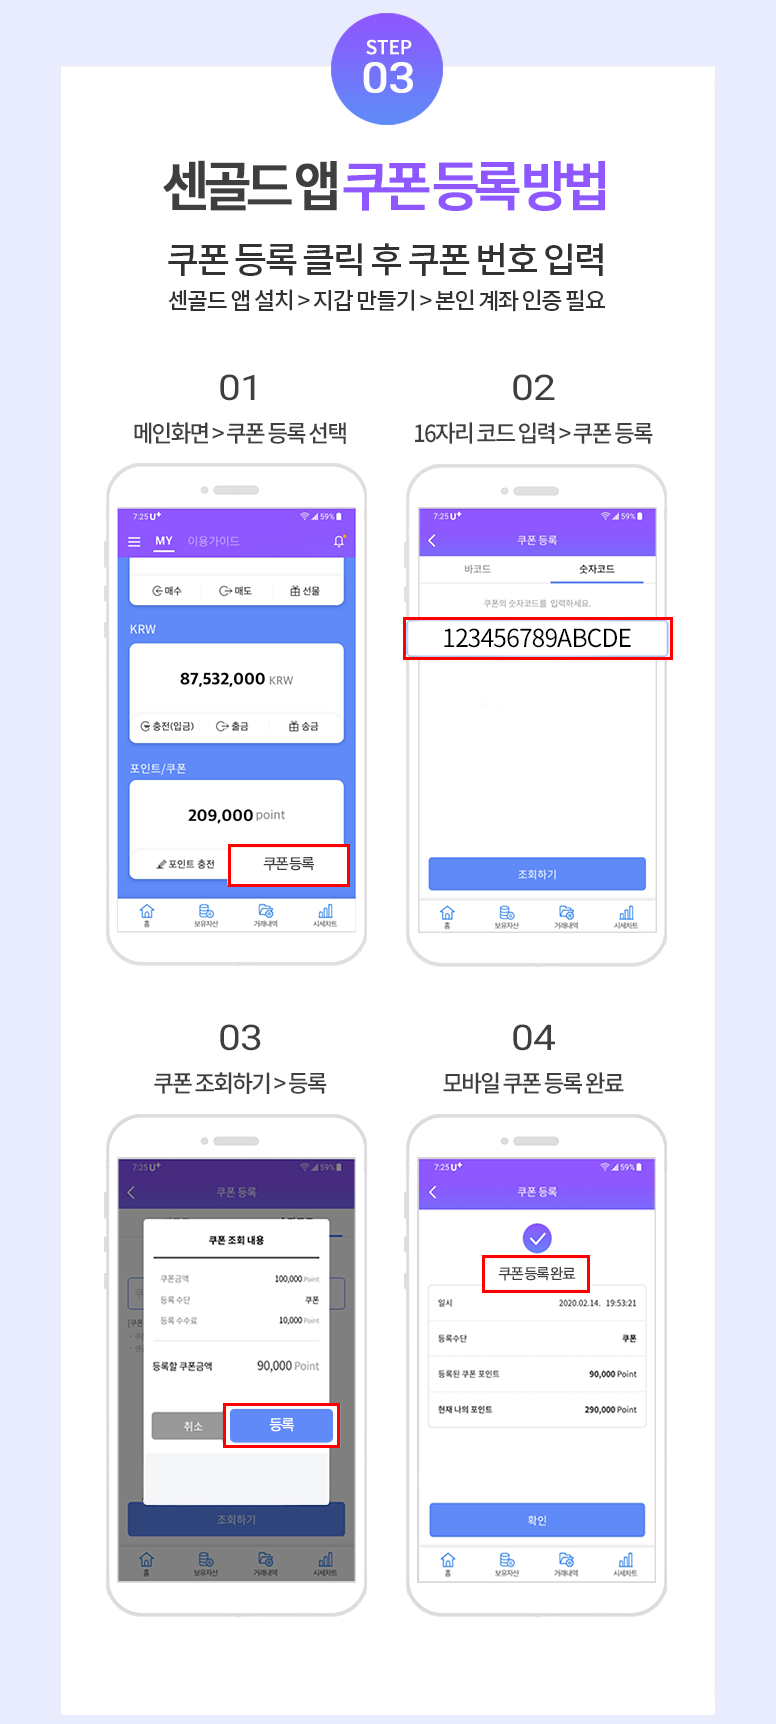 STEP
03
센골드 앱 쿠폰 등록 방법
쿠폰 등록 클릭 후 쿠폰 번호 입력
센골드 앱 설치 > 지갑 만들기 > 본인 계좌 인증 필요
01
메인화면 > 쿠폰 등록 선택
7:25 U+ 59%
MY 이용가이드
매수 매도 선물
KRW
87,532,000 KRW
충전(입금) 출금 송금
포인트/쿠폰
209,000 point
포인트 충전 쿠폰등록
홈 보유자산 거래내역 시세차트
02
16자리 코드 입력 > 쿠폰 등록
7:25 U+ 59%
쿠폰 등록
바코드 숫자코드
쿠폰의 숫자코드를 입력하세요.
123456789ABCDE
조회하기
홈 보유자산 거래내역 시세차트
03
쿠폰 조회하기 > 등록
7:25 U+ 59%
쿠폰 등록
쿠폰 조회 내용
쿠폰금액 100,000 Point
등록 수단 쿠폰
등록 수수료 10,000 Point
등록할 쿠폰금액 90,000 Point
취소 등록
조회하기
홈 보유자산 거래내역 시세차트
04
모바일 쿠폰 등록 완료
7:25 U+ 59%
쿠폰 등록
쿠폰등록완료
일시 2020.02.14. 19:53:21
등록수단 쿠폰
등록된 쿠폰 포인트 90,000 Point
현재 나의 포인트 290,000 Point
확인
홈 보유자산 거래내역 시세차트